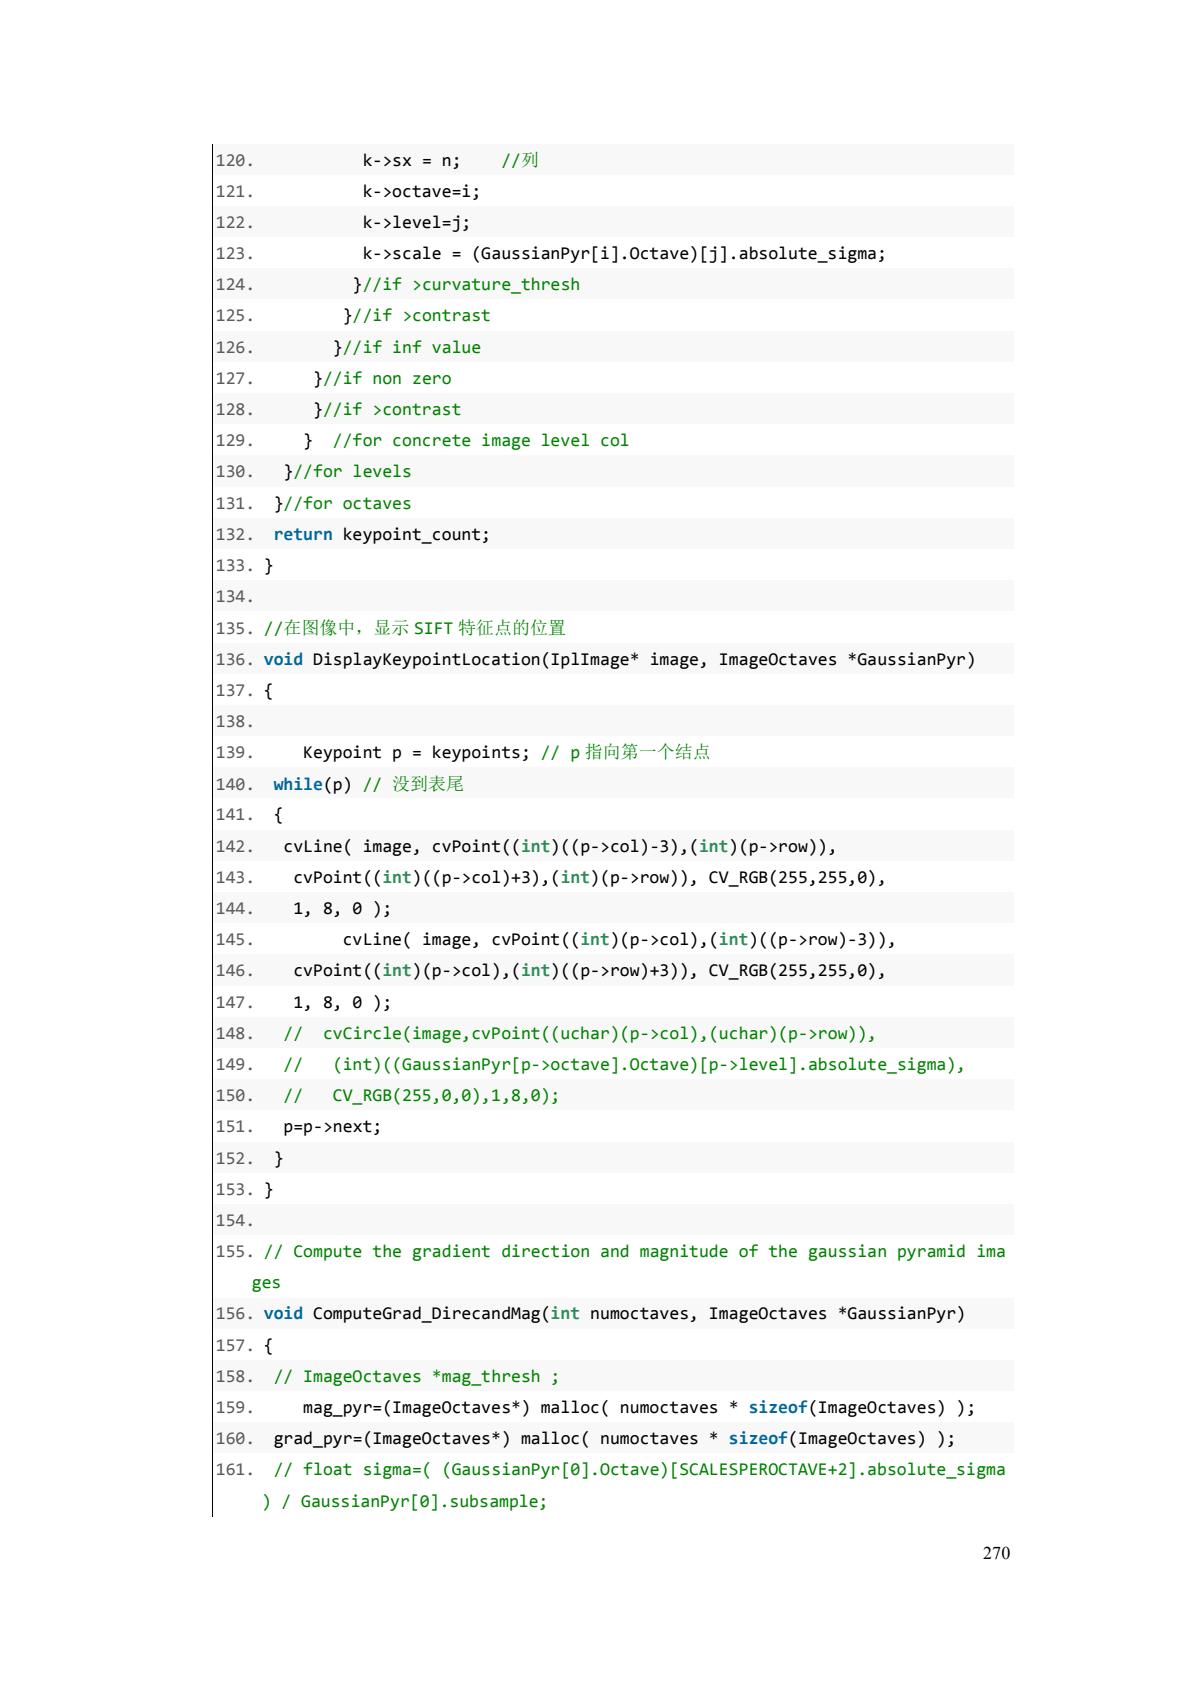 120.           k->sx = n;    //列
121.           k->octave=i;
122.           k->level=j;
123.           k->scale = (GaussianPyr[i].Octave)[j].absolute_sigma;
124.          }//if >curvature_thresh
125.         }//if >contrast
126.        }//if inf value
127.      }//if non zero
128.      }//if >contrast
129.     }  //for concrete image level col
130.   }//for levels
131.  }//for octaves
132.  return keypoint_count;
133. }
134.
135. //在图像中，显示 SIFT 特征点的位置
136. void DisplayKeypointLocation(IplImage* image, ImageOctaves *GaussianPyr)
137. {
138.
139.     Keypoint p = keypoints; // p 指向第一个结点
140.  while(p) // 没到表尾
141.  {
142.   cvLine( image, cvPoint((int)((p->col)-3),(int)(p->row)),
143.    cvPoint((int)((p->col)+3),(int)(p->row)), CV_RGB(255,255,0),
144.    1, 8, 0 );
145.         cvLine( image, cvPoint((int)(p->col),(int)((p->row)-3)),
146.    cvPoint((int)(p->col),(int)((p->row)+3)), CV_RGB(255,255,0),
147.    1, 8, 0 );
148.   //  cvCircle(image,cvPoint((uchar)(p->col),(uchar)(p->row)),
149.   //   (int)((GaussianPyr[p->octave].Octave)[p->level].absolute_sigma),
150.   //   CV_RGB(255,0,0),1,8,0);
151.   p=p->next;
152.  }
153. }
154.
155. // Compute the gradient direction and magnitude of the gaussian pyramid ima
ges
156. void ComputeGrad_DirecandMag(int numoctaves, ImageOctaves *GaussianPyr)
157. {
158.  // ImageOctaves *mag_thresh ;
159.     mag_pyr=(ImageOctaves*) malloc( numoctaves * sizeof(ImageOctaves) );
160.  grad_pyr=(ImageOctaves*) malloc( numoctaves * sizeof(ImageOctaves) );
161.  // float sigma=( (GaussianPyr[0].Octave)[SCALESPEROCTAVE+2].absolute_sigma
) / GaussianPyr[0].subsample;
270